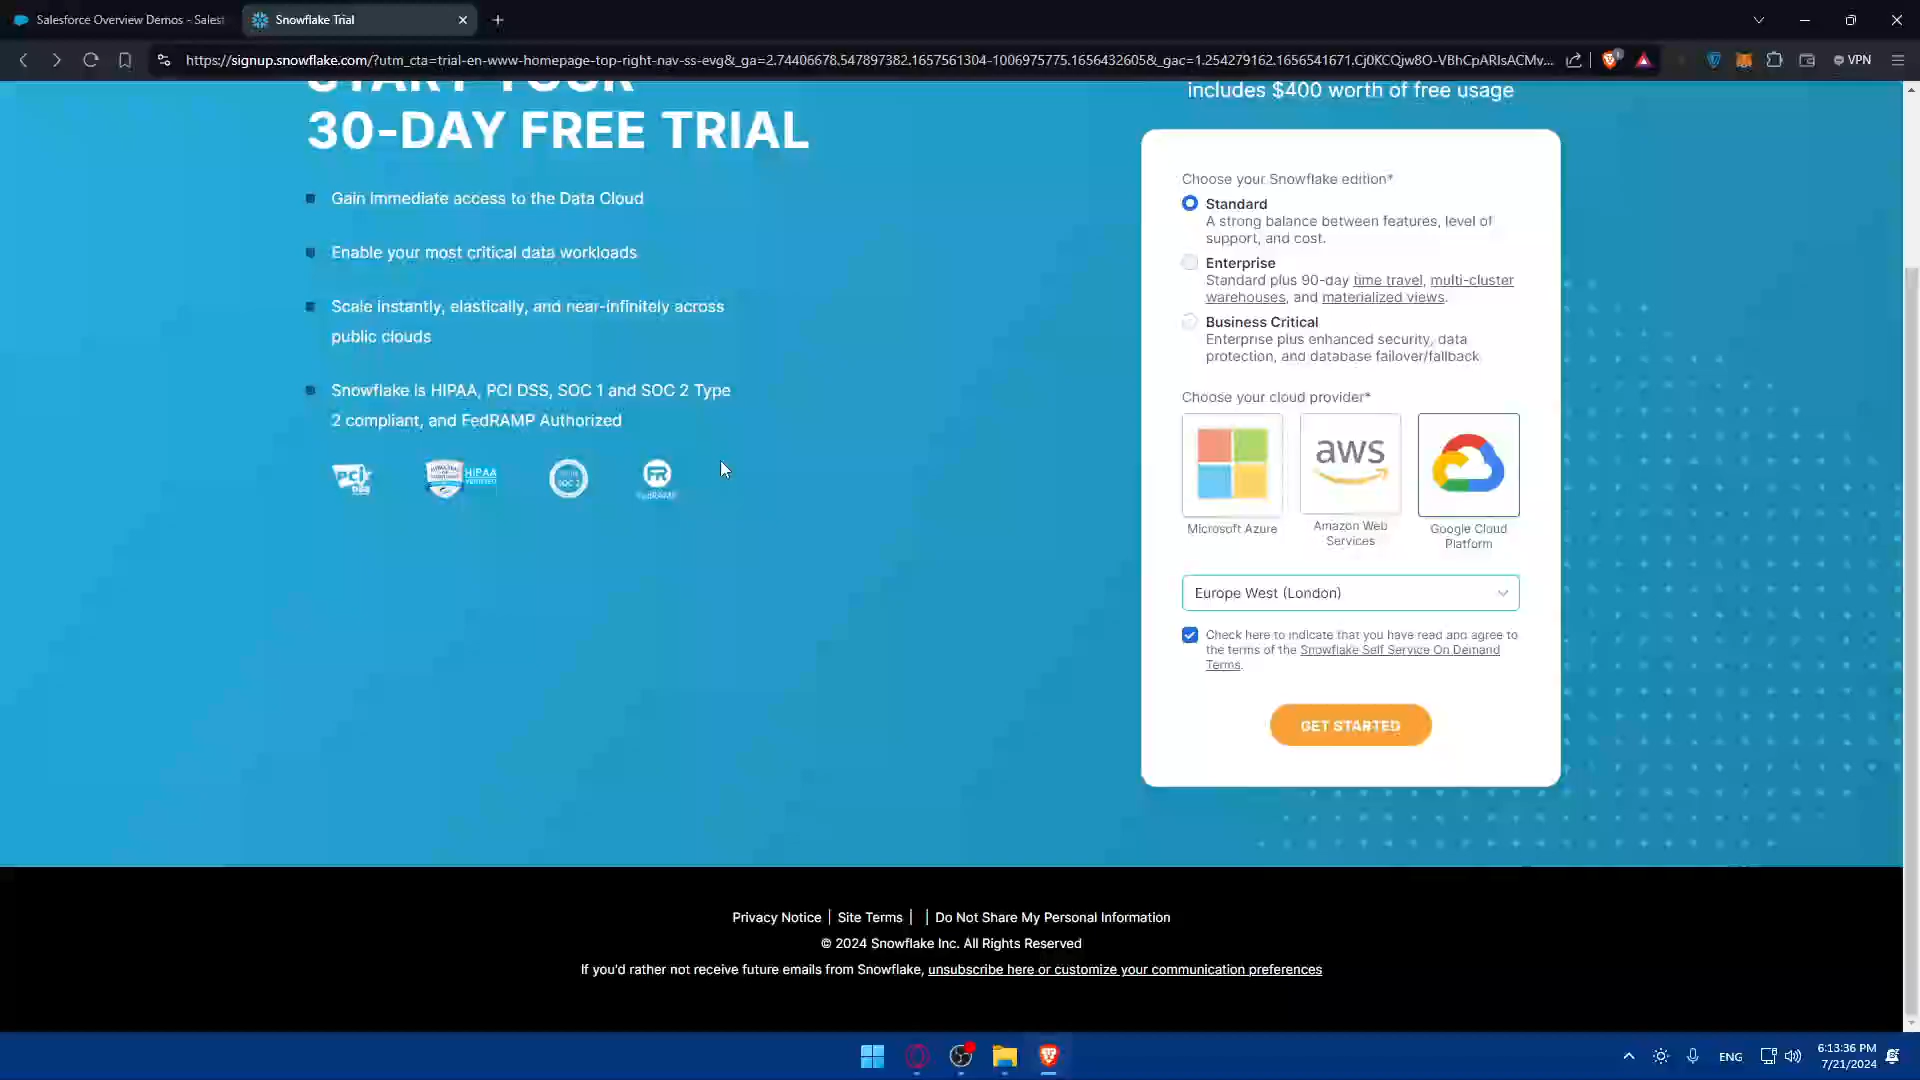 Salesforce Overview Demos - Salesf
Snowflake Trial
https://signup.snowflake.com/?utm_cta=trial-en-www-homepage-top-right-nav-ss-evg&_ga=2.74406678.547897382.1657561304-1006975775.1656432605&_gac=1.254279162.1656541671.Cj0KCQjw8O-VBhCpARIsACMv...
VPN
START YOUR
30-DAY FREE TRIAL
Gain immediate access to the Data Cloud
Enable your most critical data workloads
Scale instantly, elastically, and near-infinitely across
public clouds
Snowflake is HIPAA, PCI DSS, SOC 1 and SOC 2 Type
2 compliant, and FedRAMP Authorized
PCI
DSS
HIPAA
SOC 2
FR
FedRAMP
includes $400 worth of free usage
Choose your Snowflake edition*
Standard
A strong balance between features, level of
support, and cost.
Enterprise
Standard plus 90-day time travel, multi-cluster
warehouses, and materialized views.
Business Critical
Enterprise plus enhanced security, data
protection, and database failover/fallback
Choose your cloud provider*
aws
Microsoft Azure
Amazon Web
Services
Google Cloud
Platform
Europe West (London)
Check here to indicate that you have read and agree to
the terms of the Snowflake Self Service On Demand
Terms.
GET STARTED
Privacy Notice | Site Terms | | Do Not Share My Personal Information
© 2024 Snowflake Inc. All Rights Reserved
If you'd rather not receive future emails from Snowflake, unsubscribe here or customize your communication preferences
ENG
6:13:36 PM
7/21/2024